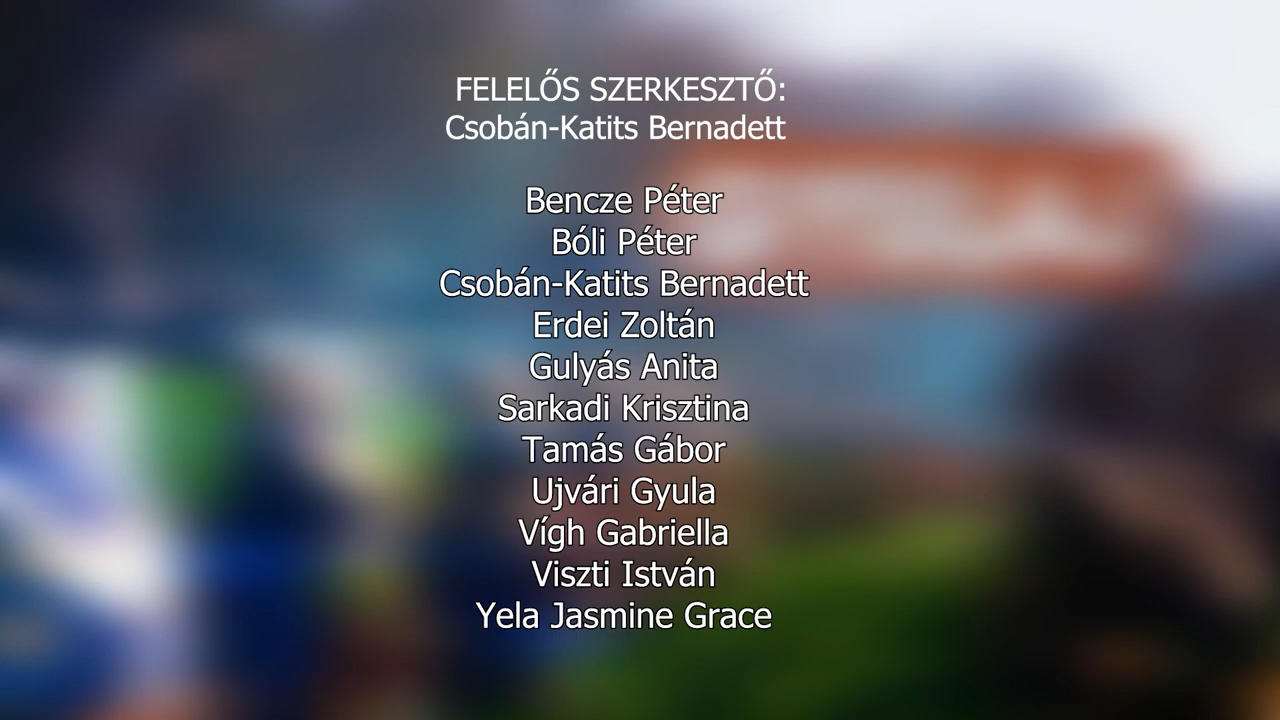 FELELŐS SZERKESZTŐ:
Csobán-Katits Bernadett
Bencze Péter
Bóli Péter
Csobán-Katits Bernadett
Erdei Zoltán
Gulyás Anita
Sarkadi Krisztina
Tamás Gábor
Ujvári Gyula
Vígh Gabriella
Viszti István
Yela Jasmine Grace